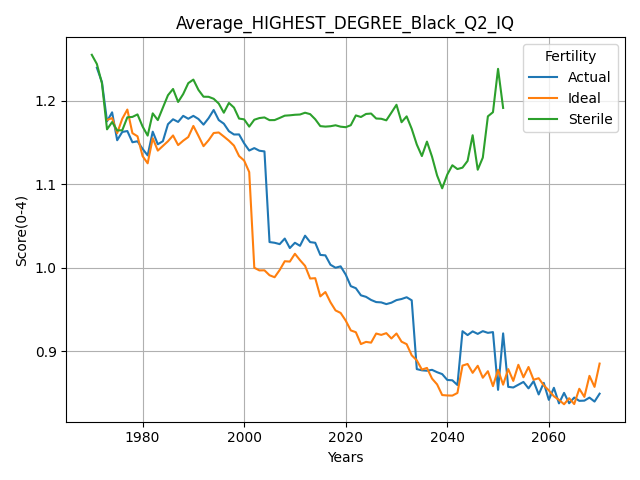 Average_HIGHEST_DEGREE_Black_Q2_IQ
Fertility
Actual
Ideal
Sterile
Score(0-4)
1.2
1.1
1.0
0.9
1980
2000
2020
2040
2060
Years